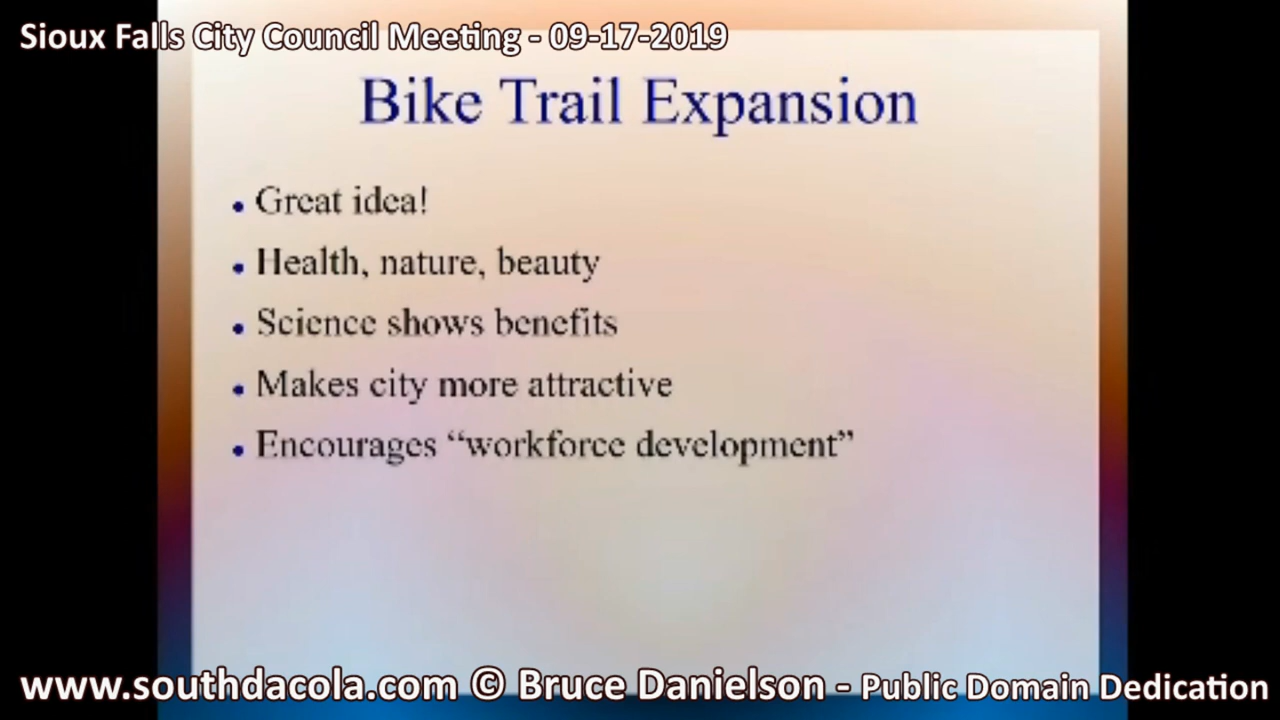 Sioux Falls City Council Meeting - 09-17-2019
Bike Trail Expansion
• Great idea!
• Health, nature, beauty
• Science shows benefits
• Makes city more attractive
• Encourages “workforce development”
www.southdacola.com © Bruce Danielson - Public Domain Dedication